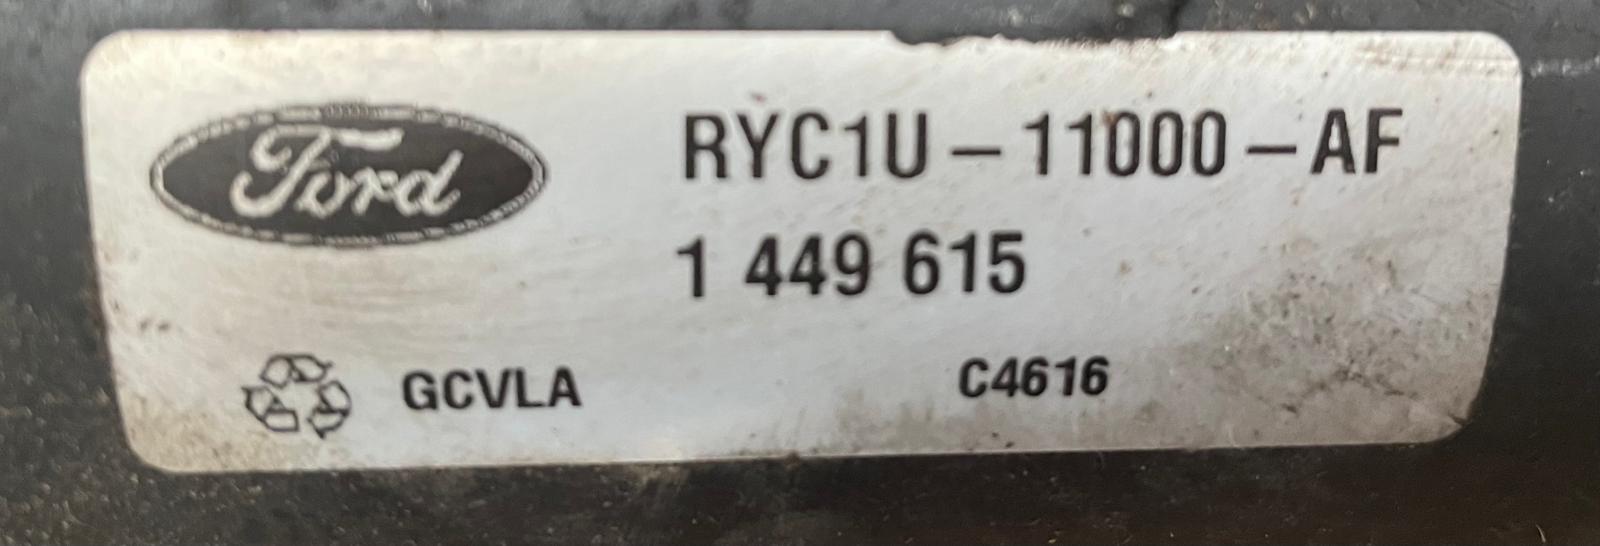 Ford
RYC1U-11000-AF
1 449 615
GCVLA
C4616